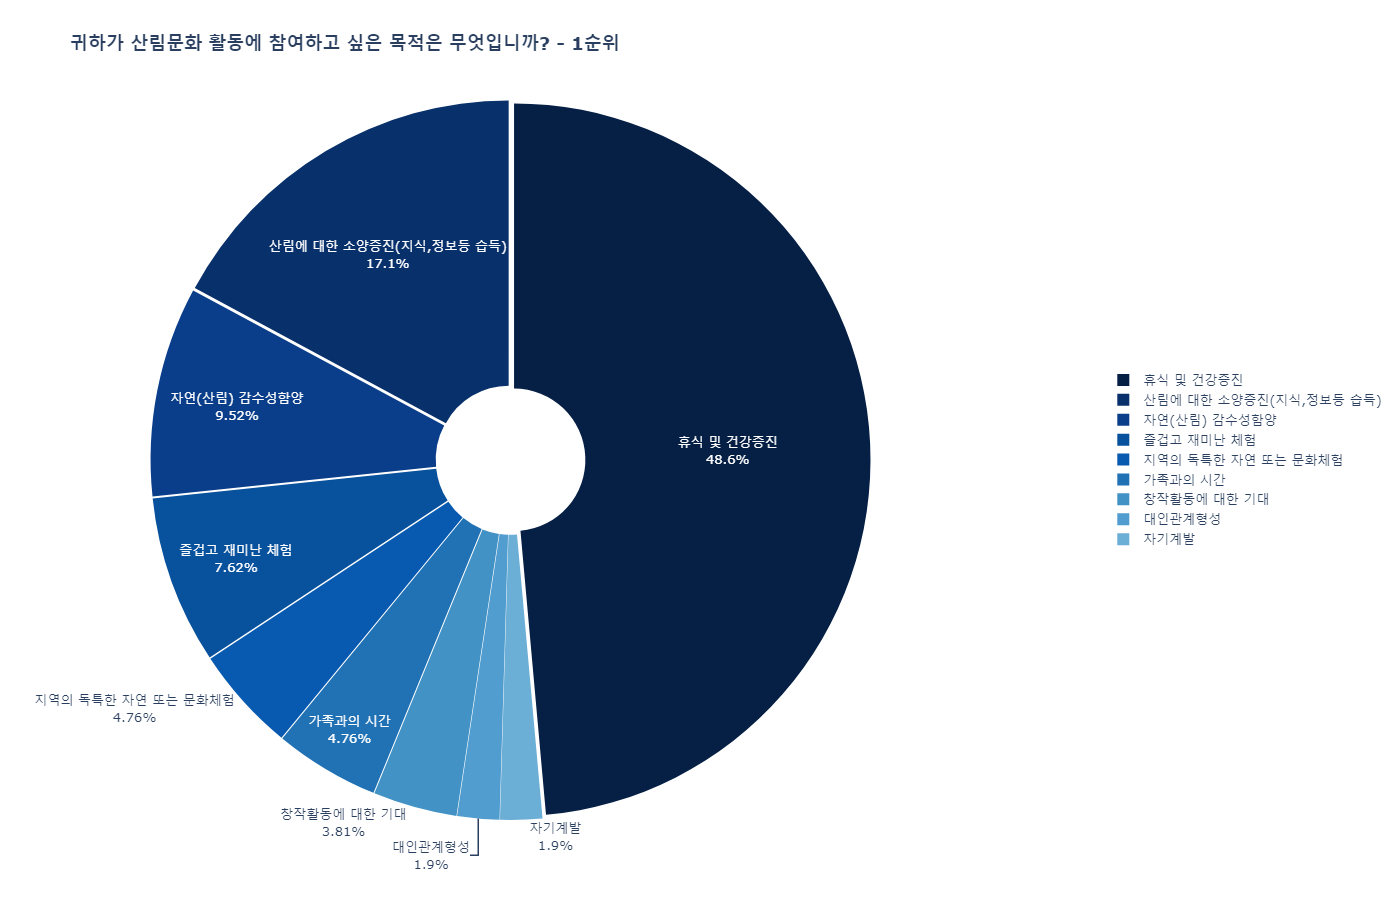 귀하가 산림문화 활동에 참여하고 싶은 목적은 무엇입니까? - 1순위
산림에 대한 소양증진(지식,정보등 습득)
17.1%
자연(산림) 감수성함양
9.52%
휴식 및 건강증진
48.6%
즐겁고 재미난 체험
7.62%
지역의 독특한 자연 또는 문화체험
4.76%
가족과의 시간
4.76%
창작활동에 대한 기대
3.81%
대인관계형성
1.9%
자기계발
1.9%
휴식 및 건강증진
산림에 대한 소양증진(지식,정보등 습득)
자연(산림) 감수성함양
즐겁고 재미난 체험
지역의 독특한 자연 또는 문화체험
가족과의 시간
창작활동에 대한 기대
대인관계형성
자기계발